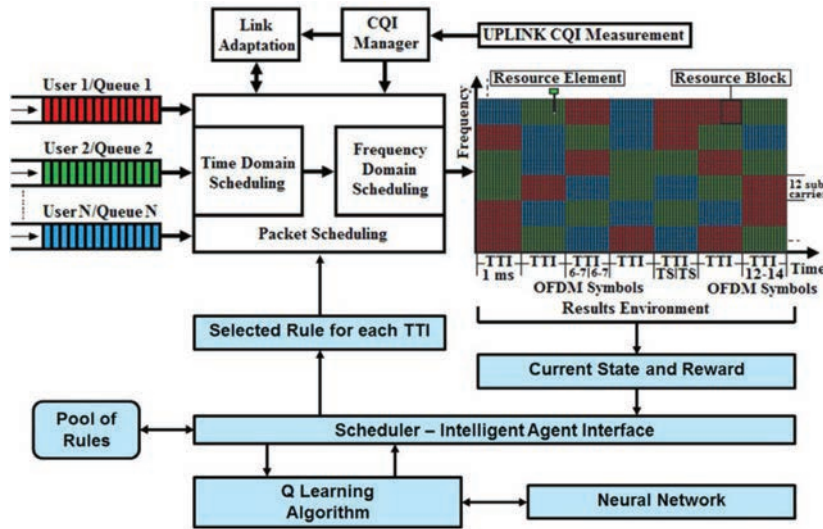 Link
Adaptation
CQI
Manager
UPLINK CQI Measurement
User 1/Queue 1
User 2/Queue 2
User N/Queue N
Time Domain
Scheduling
Frequency
Domain
Scheduling
Packet Scheduling
Resource Element
Resource Block
Frequency
12 sub
carrier
TTI
1 ms
TTI
TTI
6-7 6-7
TTI
TTI
TS TS
TTI
TTI
12-14
Time
OFDM Symbols
OFDM Symbols
Results Environment
Selected Rule for each TTI
Current State and Reward
Pool of
Rules
Scheduler – Intelligent Agent Interface
Q Learning
Algorithm
Neural Network